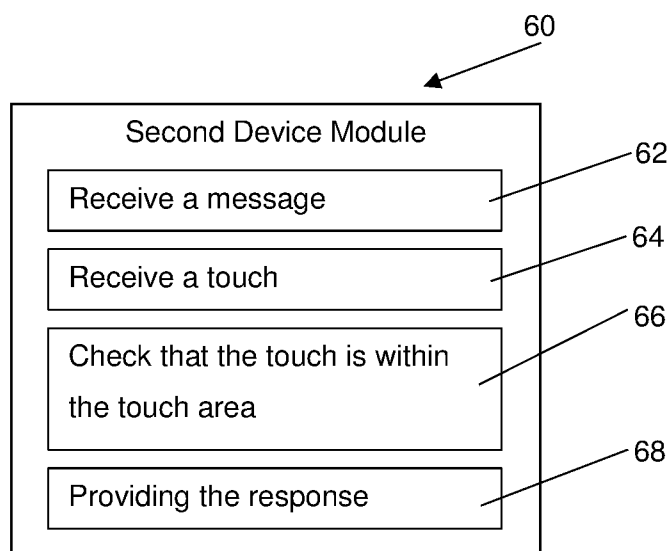 60
Second Device Module
Receive a message
62
Receive a touch
64
Check that the touch is within
the touch area
66
Providing the response
68